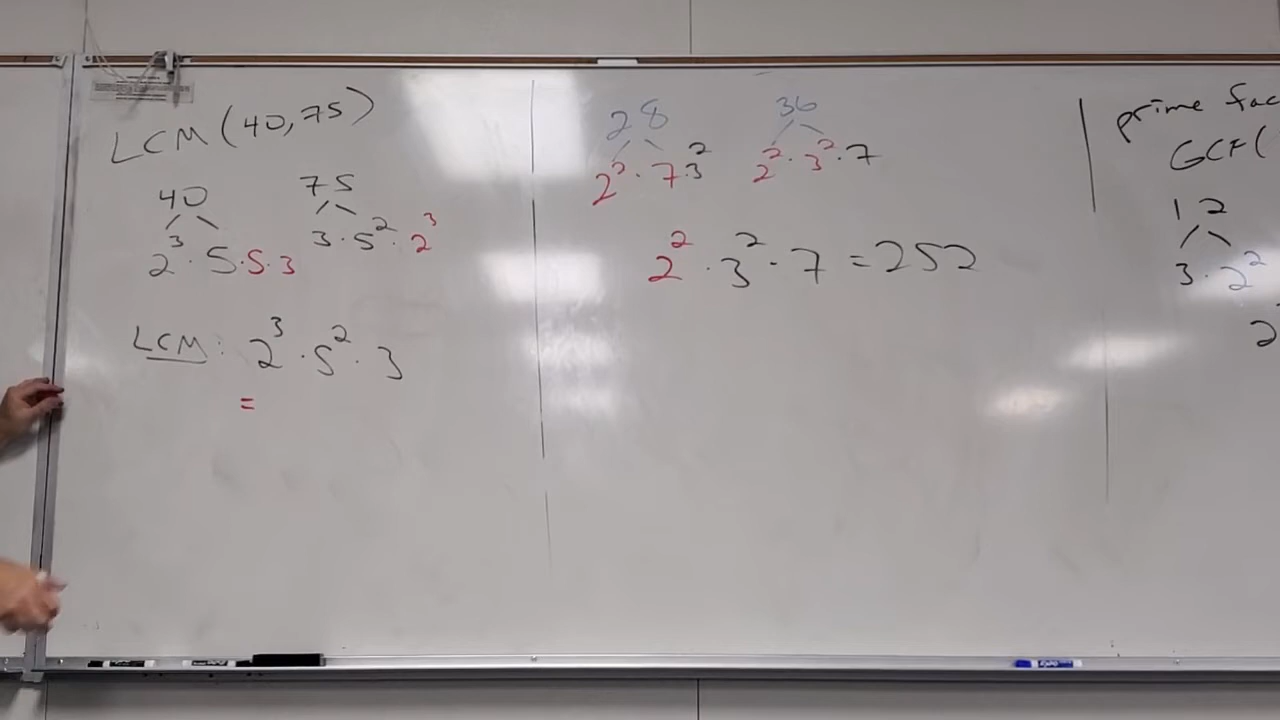 LCM (40,75)
40
75
2³ · 5 · 5 · 3
3 · 5² · 2³
LCM: 2³ · 5² · 3
=
28
36
2² · 7 · 3²
2² · 3² · 7
2² · 3² · 7 = 252
prime fac
GCF(
12
3 · 2²
2